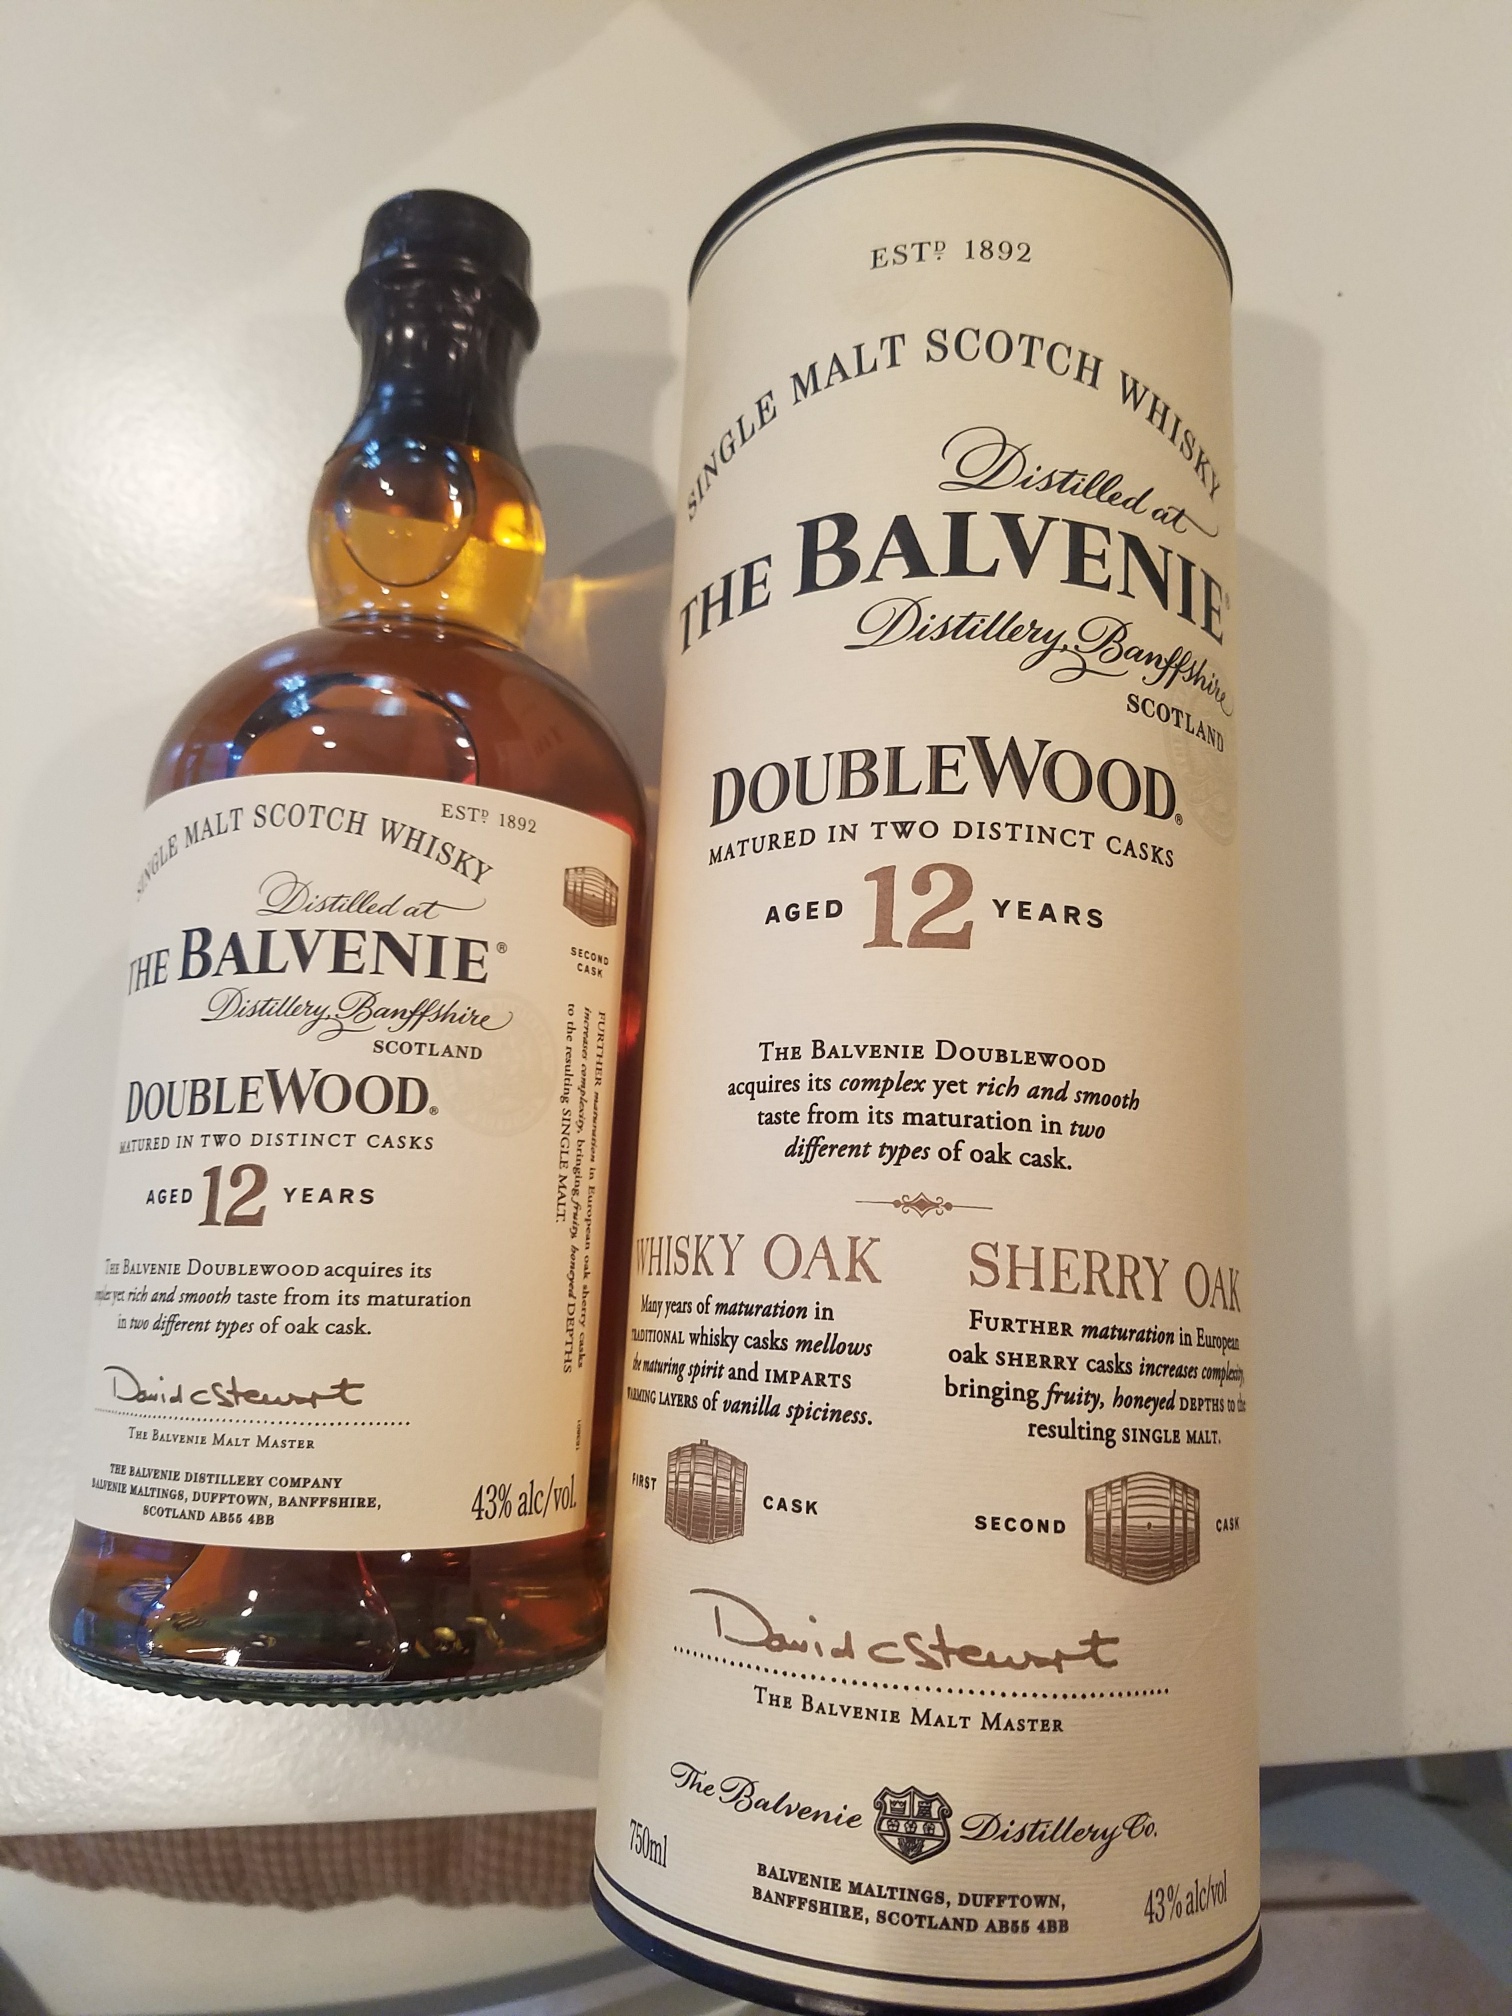 ESTD 1892
SINGLE MALT SCOTCH WHISKY
Distilled at
THE BALVENIE®
Distillery, Banffshire
SCOTLAND
DOUBLEWOOD®
MATURED IN TWO DISTINCT CASKS
AGED 12 YEARS
THE BALVENIE DOUBLEWOOD acquires its
yet rich and smooth taste from its maturation
in two different types of oak cask.
David C Stewart
THE BALVENIE MALT MASTER
THE BALVENIE DISTILLERY COMPANY
BALVENIE MALTINGS, DUFFTOWN, BANFFSHIRE,
SCOTLAND AB55 4BB
43% alc/vol.
SECOND
CASK
FURTHER maturation in European oak sherry casks
increases complexity, bringing fruity, honeyed DEPTHS
to the resulting SINGLE MALT.
ESTD 1892
SINGLE MALT SCOTCH WHISKY
Distilled at
THE BALVENIE®
Distillery, Banffshire
SCOTLAND
DOUBLEWOOD®
MATURED IN TWO DISTINCT CASKS
AGED 12 YEARS
THE BALVENIE DOUBLEWOOD
acquires its complex yet rich and smooth
taste from its maturation in two
different types of oak cask.
WHISKY OAK
Many years of maturation in
TRADITIONAL whisky casks mellows
the maturing spirit and IMPARTS
WARMING LAYERS of vanilla spiciness.
FIRST CASK
SHERRY OAK
FURTHER maturation in European
oak SHERRY casks increases complexity,
bringing fruity, honeyed DEPTHS to the
resulting SINGLE MALT.
SECOND CASK
David C Stewart
THE BALVENIE MALT MASTER
The Balvenie Distillery Co.
750ml
BALVENIE MALTINGS, DUFFTOWN,
BANFFSHIRE, SCOTLAND AB55 4BB
43% alc/vol